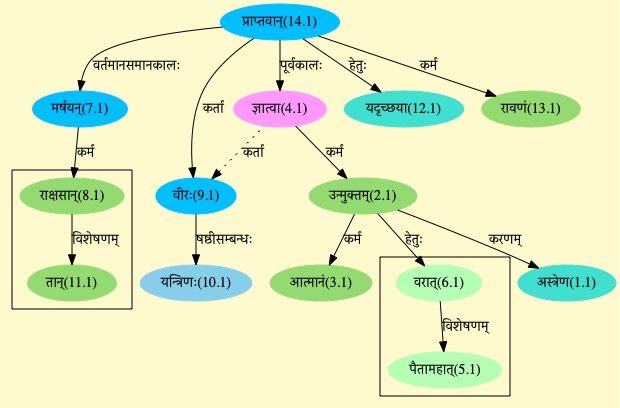 प्राप्तवान्(14.1)
वर्तमानसमानकालः
कर्ता
पूर्वकालः
हेतुः
कर्म
मर्षयन्(7.1)
ज्ञात्वा(4.1)
यदृच्छया(12.1)
रावणं(13.1)
कर्म
कर्ता
कर्म
राक्षसान्(8.1)
वीरः(9.1)
उन्मुक्तम्(2.1)
विशेषणम्
षष्ठीसम्बन्धः
कर्म
हेतुः
करणम्
तान्(11.1)
यन्त्रिणः(10.1)
आत्मानं(3.1)
वरात्(6.1)
अस्त्रेण(1.1)
विशेषणम्
पैतामहात्(5.1)